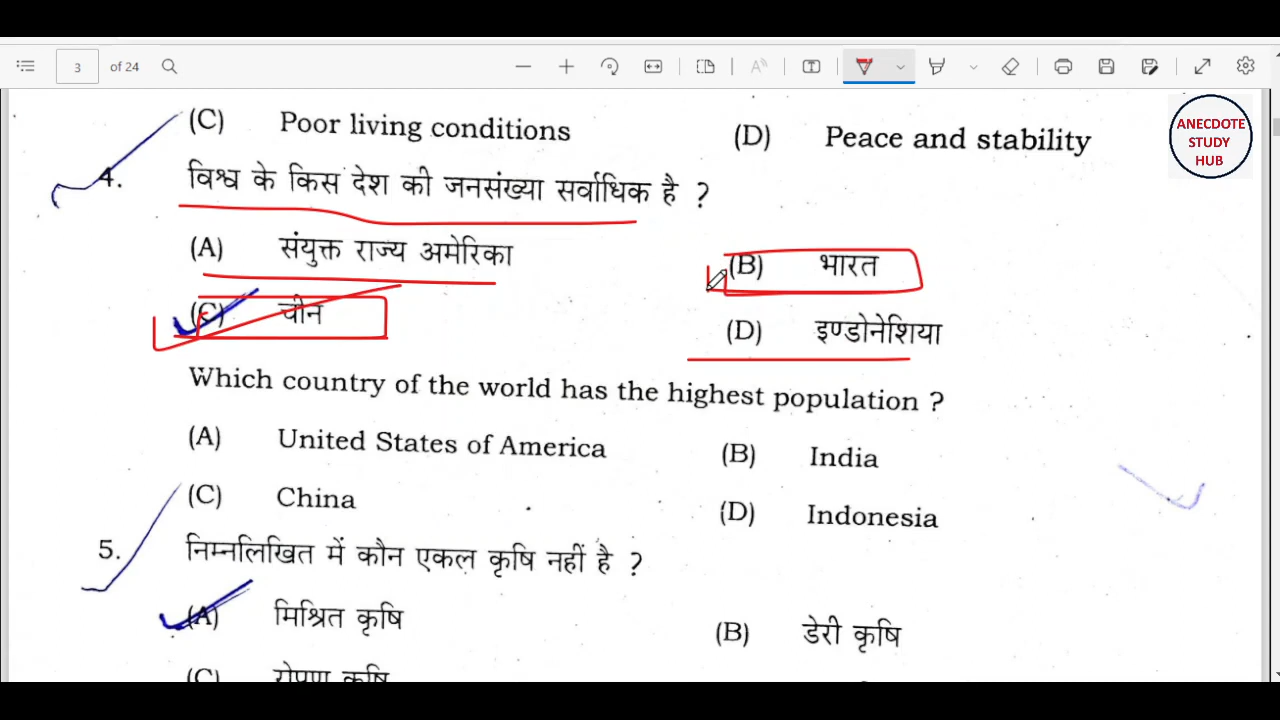 3 of 24
ANECDOTE
STUDY
HUB
(C) Poor living conditions (D) Peace and stability
4. विश्व के किस देश की जनसंख्या सर्वाधिक है ?
(A) संयुक्त राज्य अमेरिका (B) भारत
(C) चीन (D) इण्डोनेशिया
Which country of the world has the highest population ?
(A) United States of America (B) India
(C) China (D) Indonesia
5. निम्नलिखित में कौन एकल कृषि नहीं है ?
(A) मिश्रित कृषि (B) डेरी कृषि
(C) रोपण कृषि